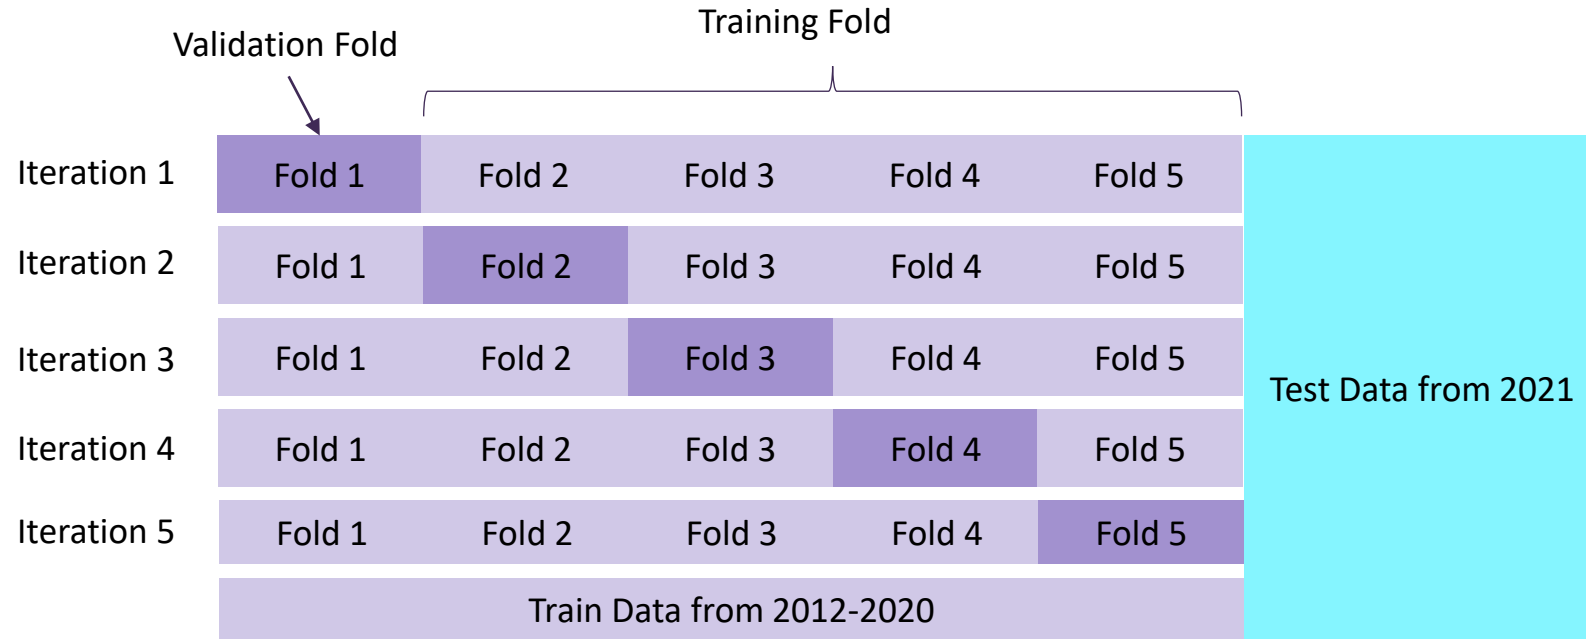 Training Fold
Validation Fold
Iteration 1 Fold 1 Fold 2 Fold 3 Fold 4 Fold 5
Iteration 2 Fold 1 Fold 2 Fold 3 Fold 4 Fold 5
Iteration 3 Fold 1 Fold 2 Fold 3 Fold 4 Fold 5
Test Data from 2021
Iteration 4 Fold 1 Fold 2 Fold 3 Fold 4 Fold 5
Iteration 5 Fold 1 Fold 2 Fold 3 Fold 4 Fold 5
Train Data from 2012-2020